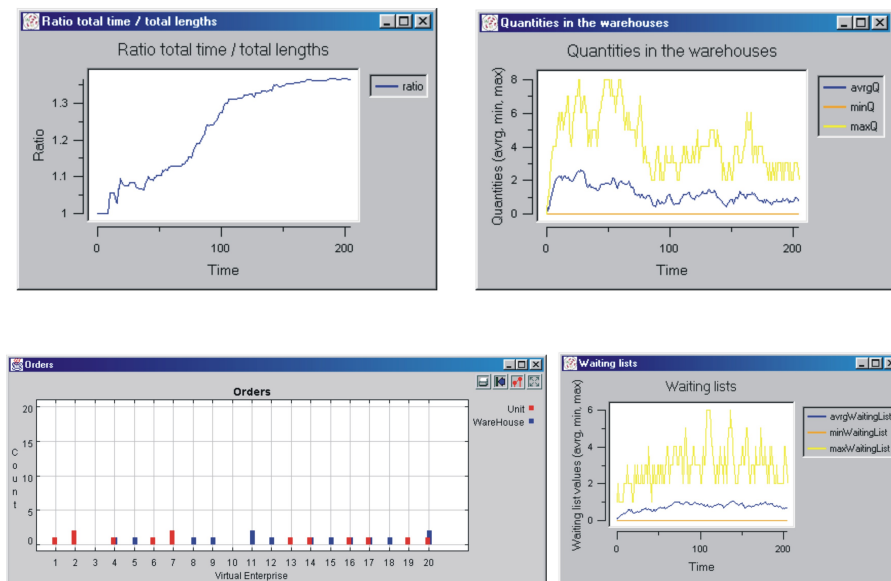 Ratio total time / total lengths
Ratio total time / total lengths
Ratio
1.3
1.2
1.1
1
0 100 200
Time
ratio
Quantities in the warehouses
Quantities in the warehouses
Quantities (avrg, min, max)
8
6
4
2
0
0 100 200
Time
avrgQ
minQ
maxQ
Orders
Orders
Unit
WareHouse
Count
20
15
10
5
0
1 2 3 4 5 6 7 8 9 10 11 12 13 14 15 16 17 18 19 20
Virtual Enterprise
Waiting lists
Waiting lists
Waiting list values (avrg, min, max)
6
4
2
0
0 100 200
Time
avrgWaitingList
minWaitingList
maxWaitingList